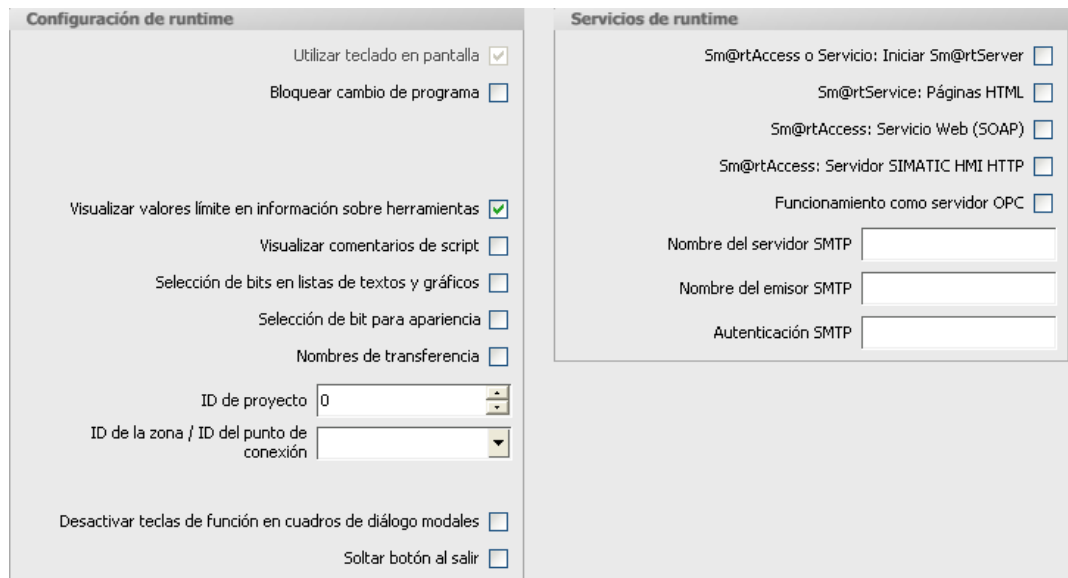 Configuración de runtime
Utilizar teclado en pantalla
Bloquear cambio de programa
Visualizar valores límite en información sobre herramientas
Visualizar comentarios de script
Selección de bits en listas de textos y gráficos
Selección de bit para apariencia
Nombres de transferencia
ID de proyecto 0
ID de la zona / ID del punto de
conexión
Desactivar teclas de función en cuadros de diálogo modales
Soltar botón al salir
Servicios de runtime
Sm@rtAccess o Servicio: Iniciar Sm@rtServer
Sm@rtService: Páginas HTML
Sm@rtAccess: Servicio Web (SOAP)
Sm@rtAccess: Servidor SIMATIC HMI HTTP
Funcionamiento como servidor OPC
Nombre del servidor SMTP
Nombre del emisor SMTP
Autenticación SMTP